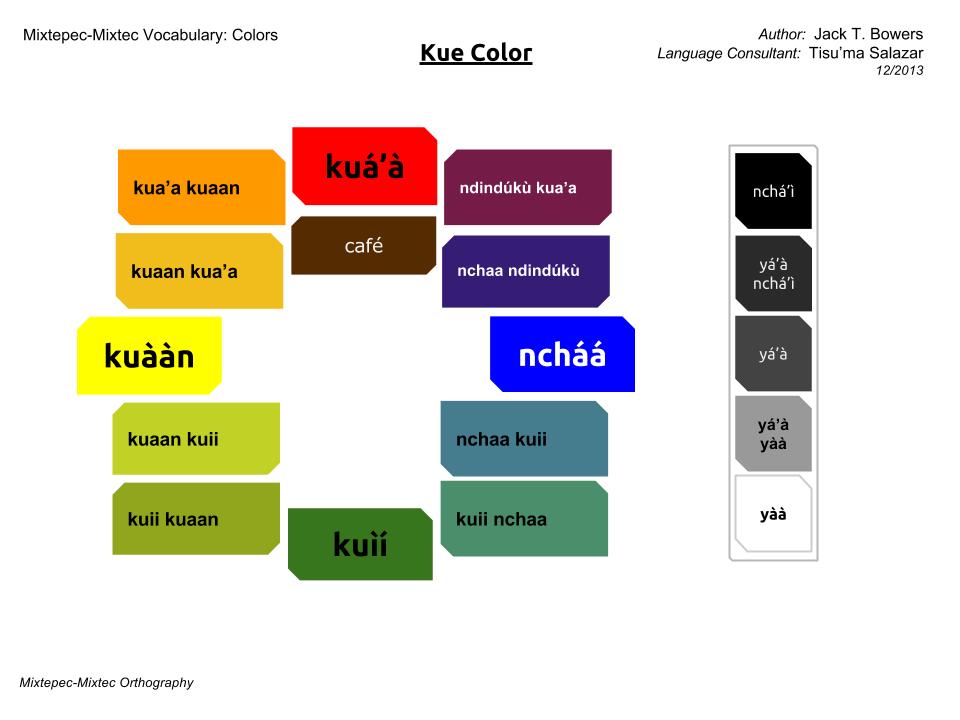 Mixtepec-Mixtec Vocabulary: Colors
Kue Color
Author: Jack T. Bowers
Language Consultant: Tisu'ma Salazar
12/2013
kua'a kuaan
kuá'à
ndindúkù kua'a
kuaan kua'a
café
nchaa ndindúkù
kuààn
ncháá
kuaan kuii
nchaa kuii
kuii kuaan
kuìí
kuii nchaa
nchá'ì
yá'à
nchá'ì
yá'à
yá'à
yàà
yàà
Mixtepec-Mixtec Orthography